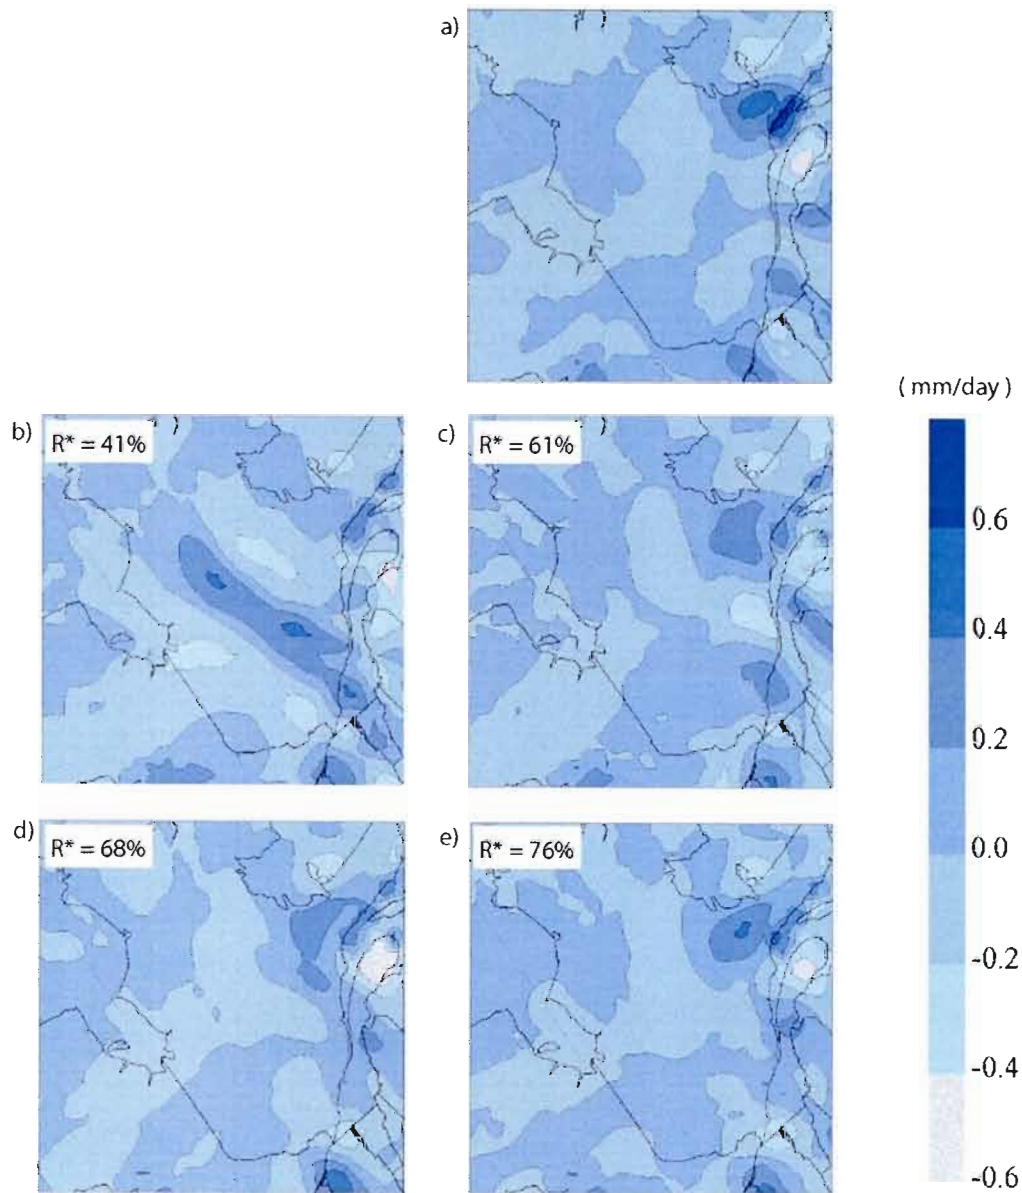 a)
( mm/day )
b)
R* = 41%
c)
R* = 61%
0.6
0.4
0.2
0.0
-0.2
-0.4
-0.6
d)
R* = 68%
e)
R* = 76%